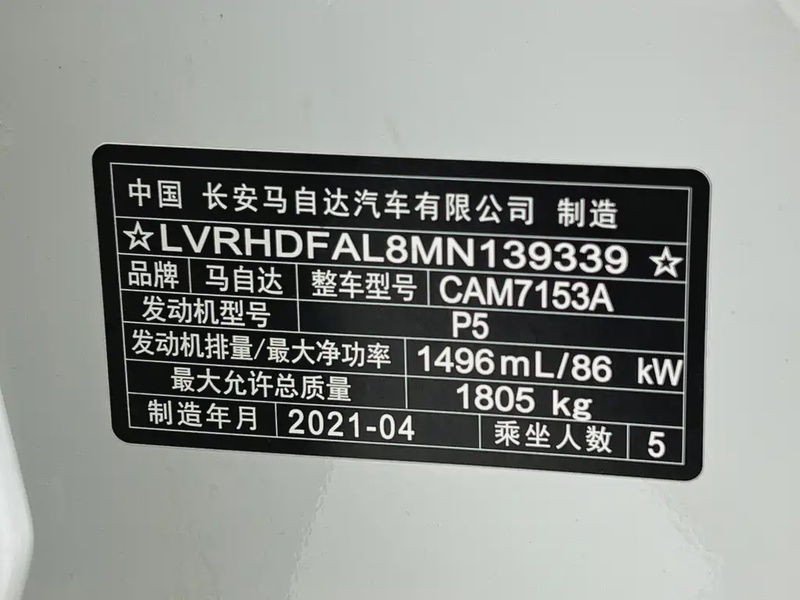 中国 长安马自达汽车有限公司 制造
☆LVRHDFAL8MN139339☆
品牌 马自达 整车型号 CAM7153A
发动机型号 P5
发动机排量/最大净功率 1496mL/86 kW
最大允许总质量 1805 kg
制造年月 2021-04 乘坐人数 5